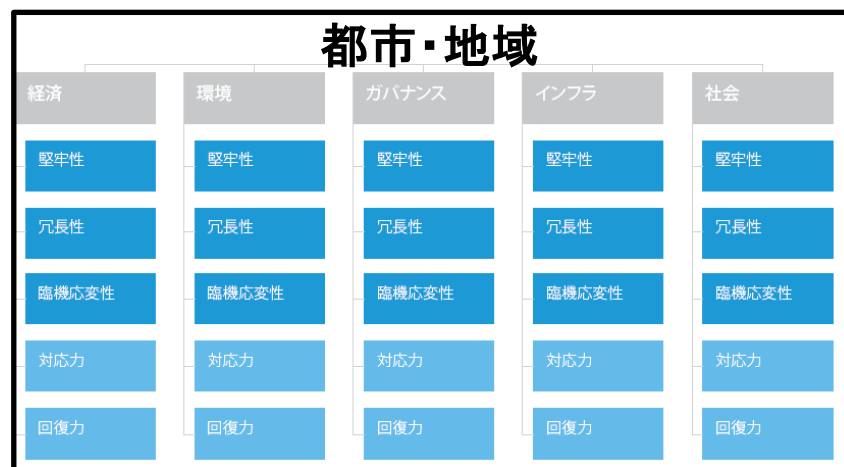 都市・地域
経済 環境 ガバナンス インフラ 社会
堅牢性 堅牢性 堅牢性 堅牢性 堅牢性
冗長性 冗長性 冗長性 冗長性 冗長性
臨機応変性 臨機応変性 臨機応変性 臨機応変性 臨機応変性
対応力 対応力 対応力 対応力 対応力
回復力 回復力 回復力 回復力 回復力